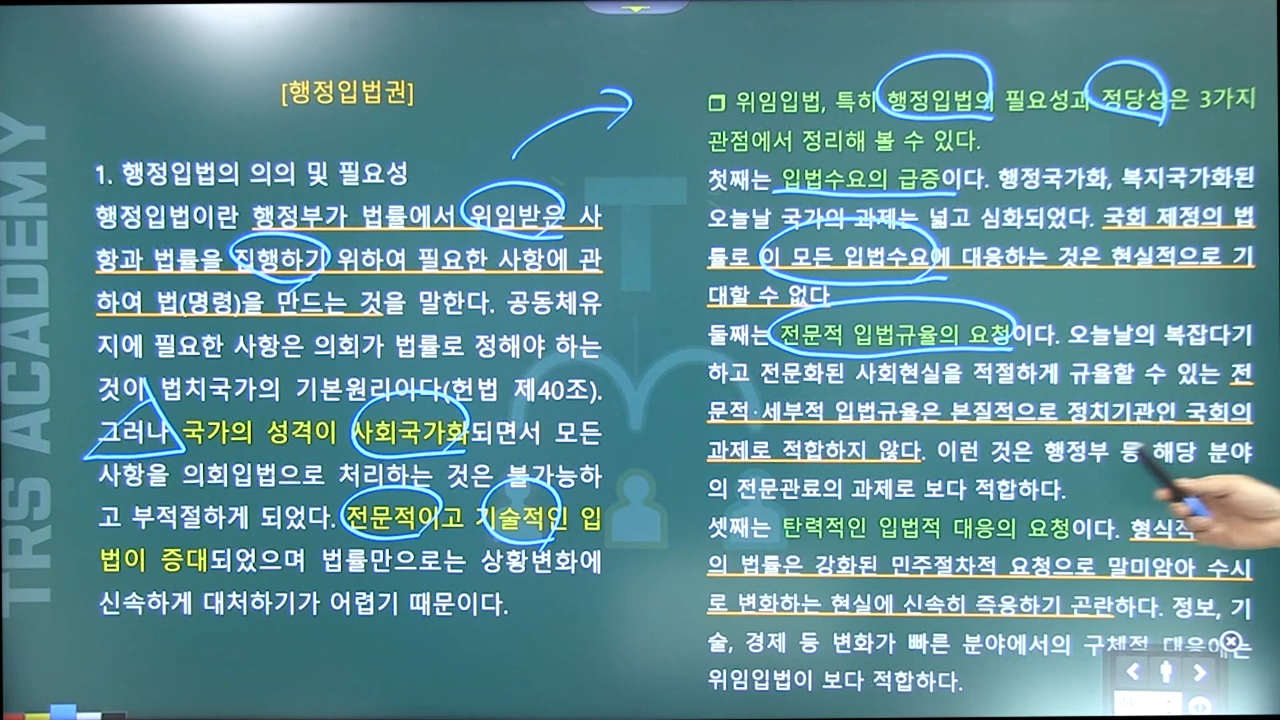 TRS ACADEMY
[행정입법권]
1. 행정입법의 의의 및 필요성
행정입법이란 행정부가 법률에서 위임받은 사
항과 법률을 집행하기 위하여 필요한 사항에 관
하여 법(명령)을 만드는 것을 말한다. 공동체유
지에 필요한 사항은 의회가 법률로 정해야 하는
것이 법치국가의 기본원리이다(헌법 제40조).
그러나 국가의 성격이 사회국가화되면서 모든
사항을 의회입법으로 처리하는 것은 불가능하
고 부적절하게 되었다. 전문적이고 기술적인 입
법이 증대되었으며 법률만으로는 상황변화에
신속하게 대처하기가 어렵기 때문이다.
❒ 위임입법, 특히 행정입법의 필요성과 정당성은 3가지
관점에서 정리해 볼 수 있다.
첫째는 입법수요의 급증이다. 행정국가화, 복지국가화된
오늘날 국가의 과제는 넓고 심화되었다. 국회 제정의 법
률로 이 모든 입법수요에 대응하는 것은 현실적으로 기
대할 수 없다
둘째는 전문적 입법규율의 요청이다. 오늘날의 복잡다기
하고 전문화된 사회현실을 적절하게 규율할 수 있는 전
문적·세부적 입법규율은 본질적으로 정치기관인 국회의
과제로 적합하지 않다. 이런 것은 행정부 등 해당 분야
의 전문관료의 과제로 보다 적합하다.
셋째는 탄력적인 입법적 대응의 요청이다. 형식적
의 법률은 강화된 민주절차적 요청으로 말미암아 수시
로 변화하는 현실에 신속히 즉응하기 곤란하다. 정보, 기
술, 경제 등 변화가 빠른 분야에서의 구체적 대응에는
위임입법이 보다 적합하다.